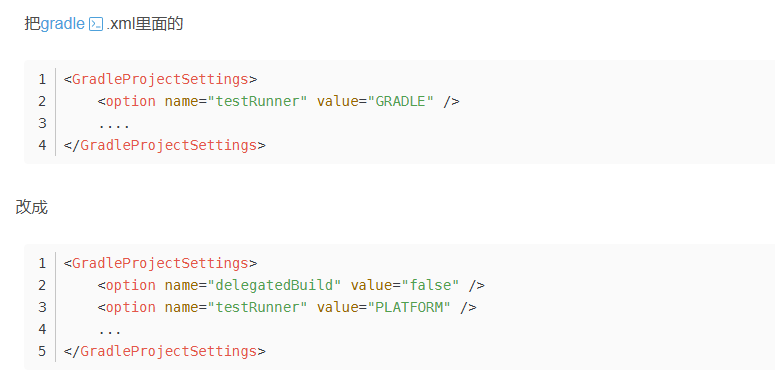 把gradle .xml里面的
1 <GradleProjectSettings>
2     <option name="testRunner" value="GRADLE" />
3     ....
4 </GradleProjectSettings>
改成
1 <GradleProjectSettings>
2     <option name="delegatedBuild" value="false" />
3     <option name="testRunner" value="PLATFORM" />
4     ...
5 </GradleProjectSettings>